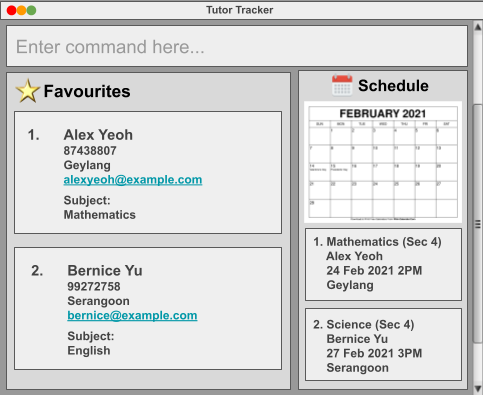 Tutor Tracker
Enter command here...
Favourites
1. Alex Yeoh
87438807
Geylang
alexyeoh@example.com
Subject:
Mathematics
2. Bernice Yu
99272758
Serangoon
bernice@example.com
Subject:
English
Schedule
FEBRUARY 2021
SUN MON TUE WED THU FRI SAT
1 2 3 4 5 6
7 8 9 10 11 12 13
14 15 16 17 18 19 20
21 22 23 24 25 26 27
28
1. Mathematics (Sec 4)
Alex Yeoh
24 Feb 2021 2PM
Geylang
2. Science (Sec 4)
Bernice Yu
27 Feb 2021 3PM
Serangoon